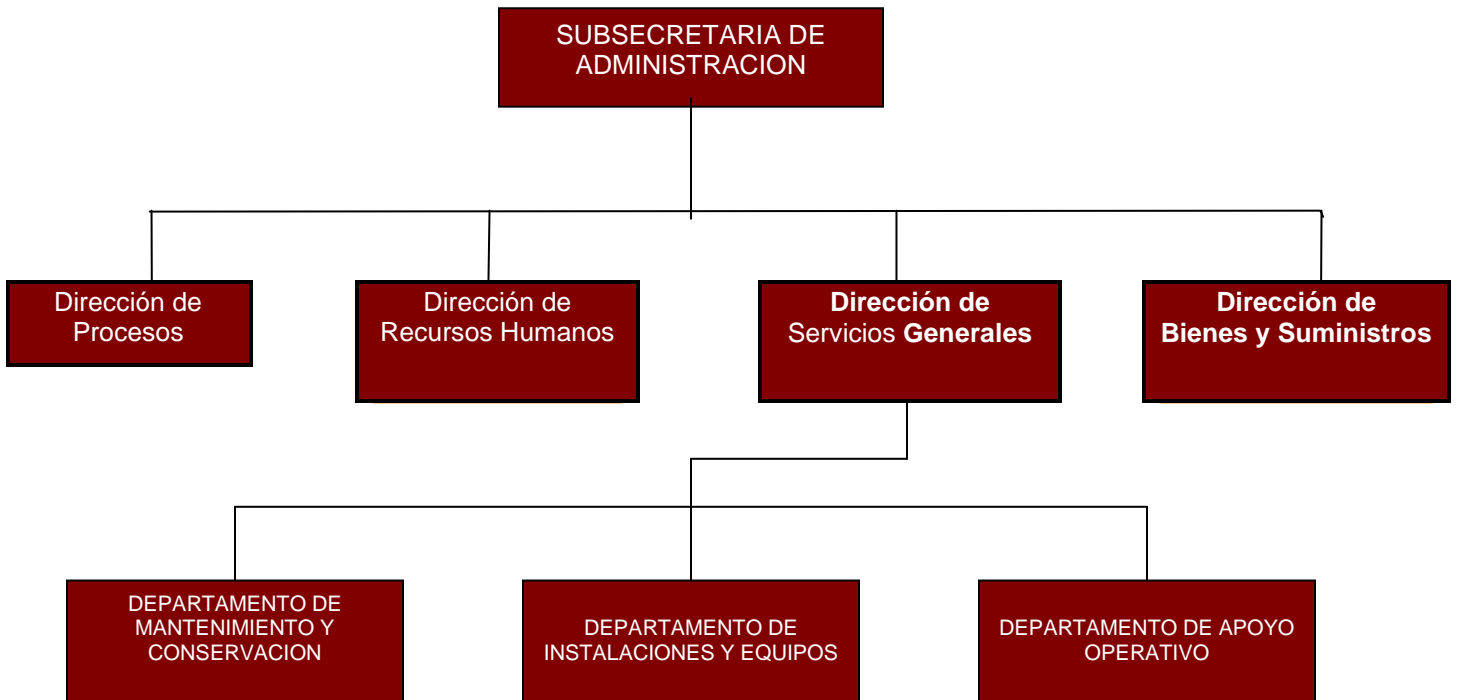 SUBSECRETARIA DE
ADMINISTRACION
Dirección de
Procesos
Dirección de
Recursos Humanos
Dirección de
Servicios Generales
Dirección de
Bienes y Suministros
DEPARTAMENTO DE
MANTENIMIENTO Y
CONSERVACION
DEPARTAMENTO DE
INSTALACIONES Y EQUIPOS
DEPARTAMENTO DE APOYO
OPERATIVO